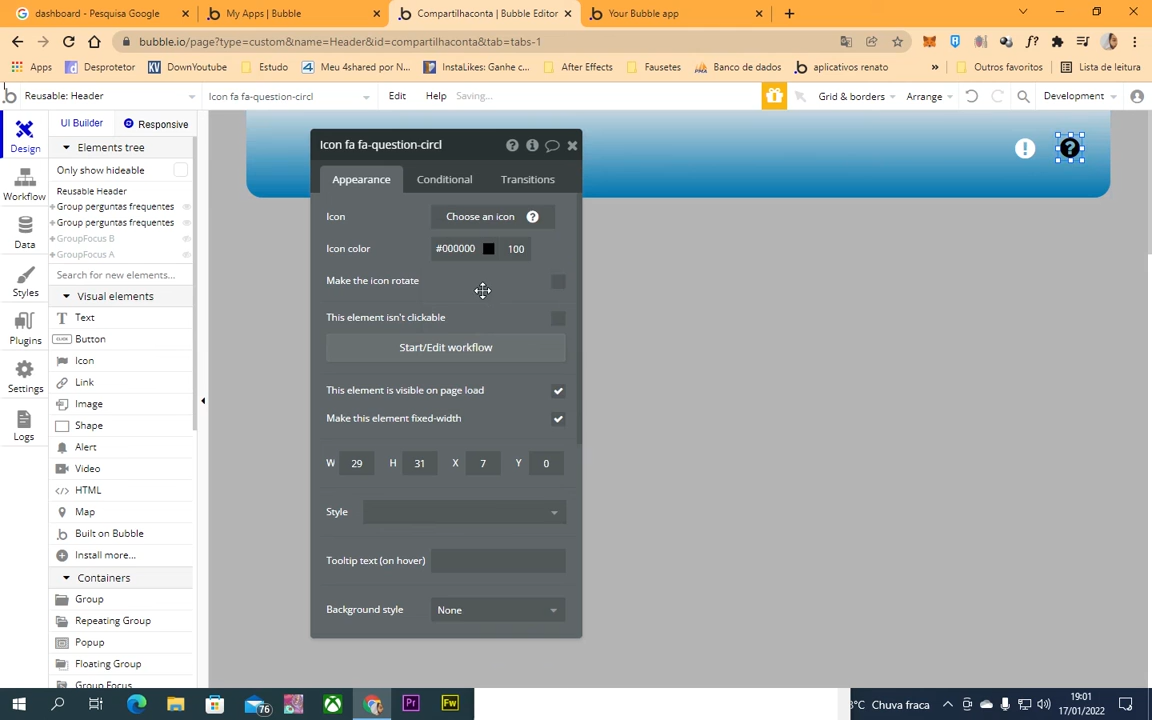 dashboard - Pesquisa Google
My Apps | Bubble
Compartilhaconta | Bubble Editor
Your Bubble app
bubble.io/page?type=custom&name=Header&id=compartilhaconta&tab=tabs-1
Apps
Desprotetor
DownYoutube
Estudo
Meu 4shared por N...
InstaLikes: Ganhe c...
After Effects
Fausetes
Banco de dados
aplicativos renato
»
Outros favoritos
Lista de leitura
Reusable: Header
Icon fa fa-question-circl
Edit
Help
Saving...
Grid & borders
Arrange
Development
Design
Workflow
Data
Styles
Plugins
Settings
Logs
UI Builder
Responsive
Elements tree
Only show hideable
Reusable Header
Group perguntas frequentes
Group perguntas frequentes
GroupFocus B
GroupFocus A
Search for new elements...
Visual elements
Text
Button
Icon
Link
Image
Shape
Alert
Video
HTML
Map
Built on Bubble
Install more...
Containers
Group
Repeating Group
Popup
Floating Group
Group Focus
Icon fa fa-question-circl
Appearance
Conditional
Transitions
Icon
Choose an icon
Icon color
#000000
100
Make the icon rotate
This element isn't clickable
Start/Edit workflow
This element is visible on page load
Make this element fixed-width
W 29 H 31 X 7 Y 0
Style
Tooltip text (on hover)
Background style
None
76
Pr
Fw
°C Chuva fraca
19:01
17/01/2022